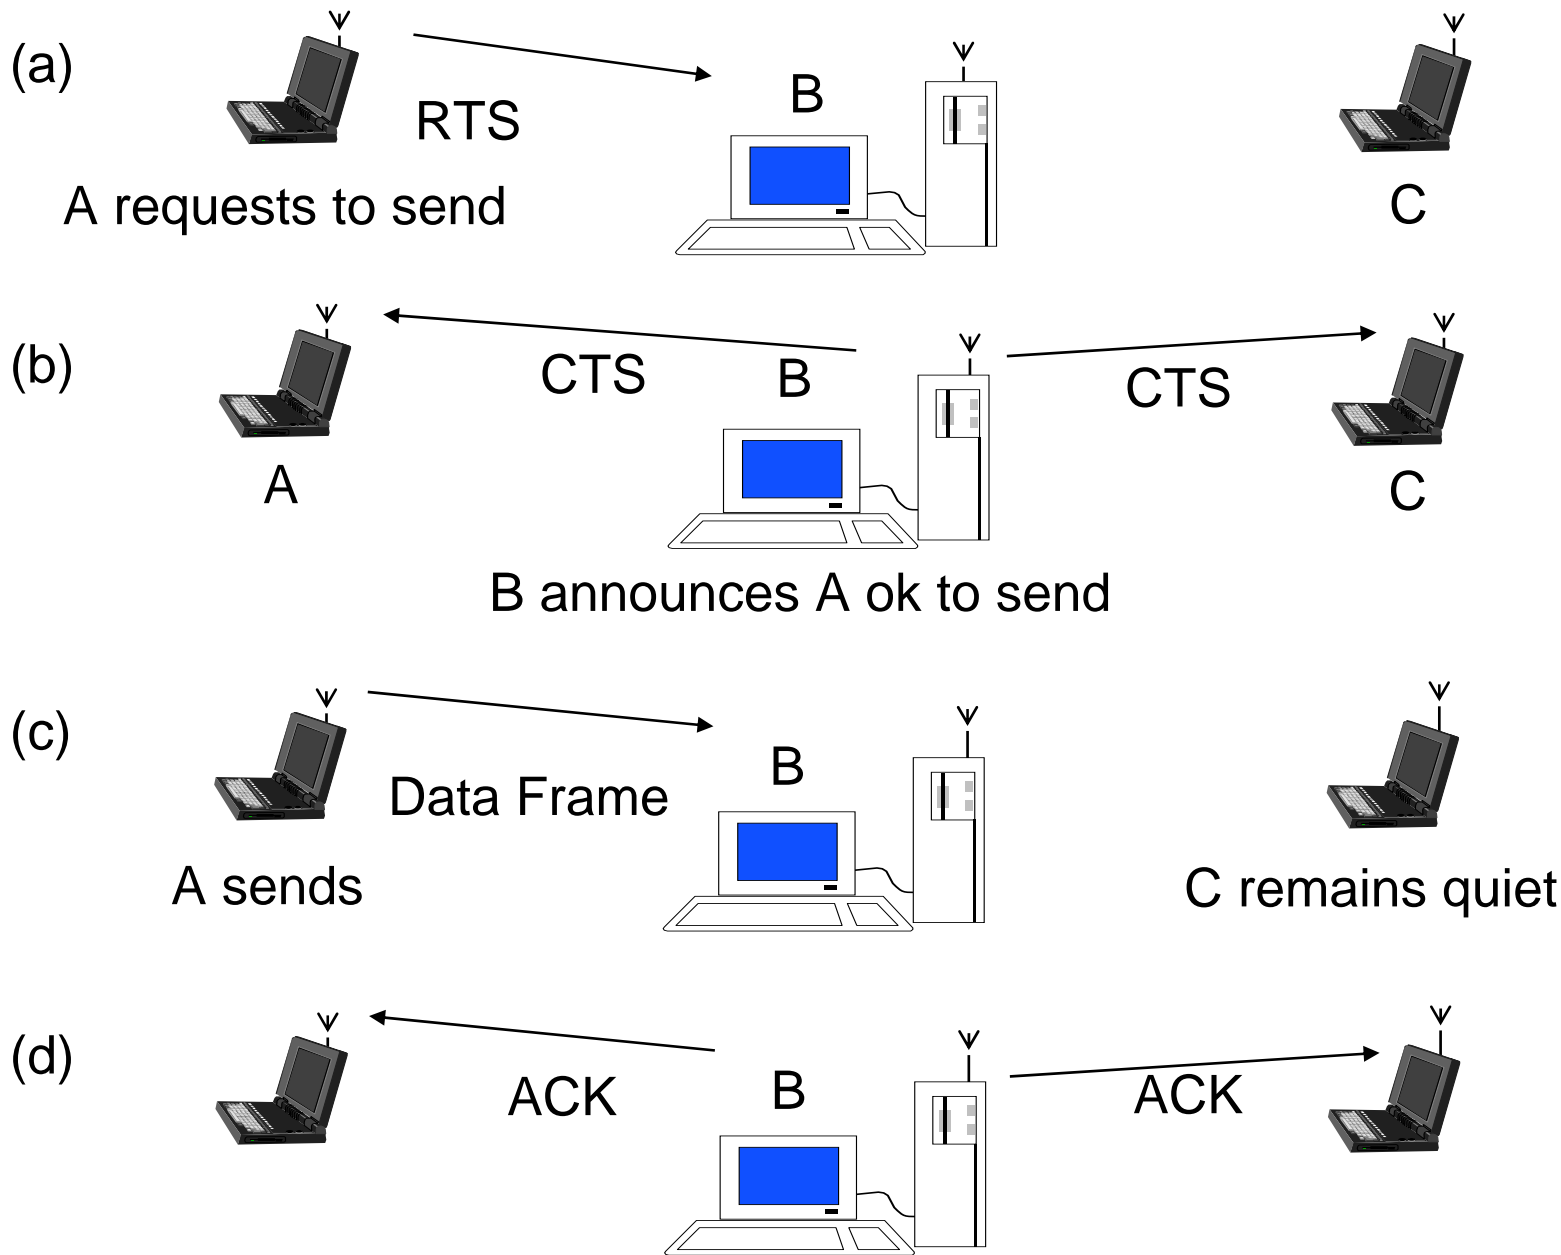 (a)
RTS
B
A requests to send
C
(b)
CTS
B
CTS
A
C
B announces A ok to send
(c)
B
Data Frame
A sends
C remains quiet
(d)
ACK
B
ACK